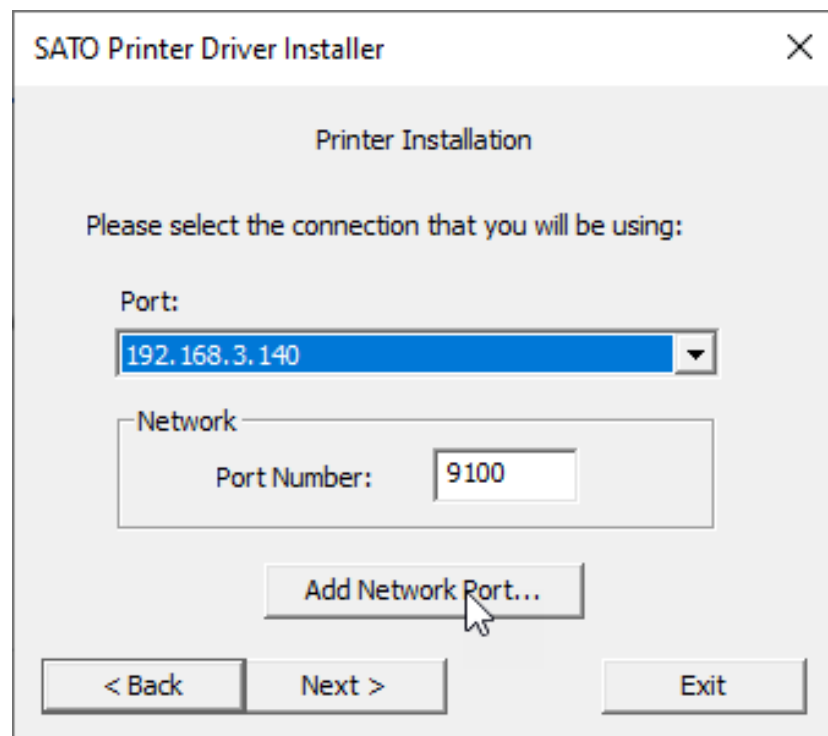 SATO Printer Driver Installer
Printer Installation
Please select the connection that you will be using:
Port:
192.168.3.140
Network
Port Number: 9100
Add Network Port...
< Back Next > Exit